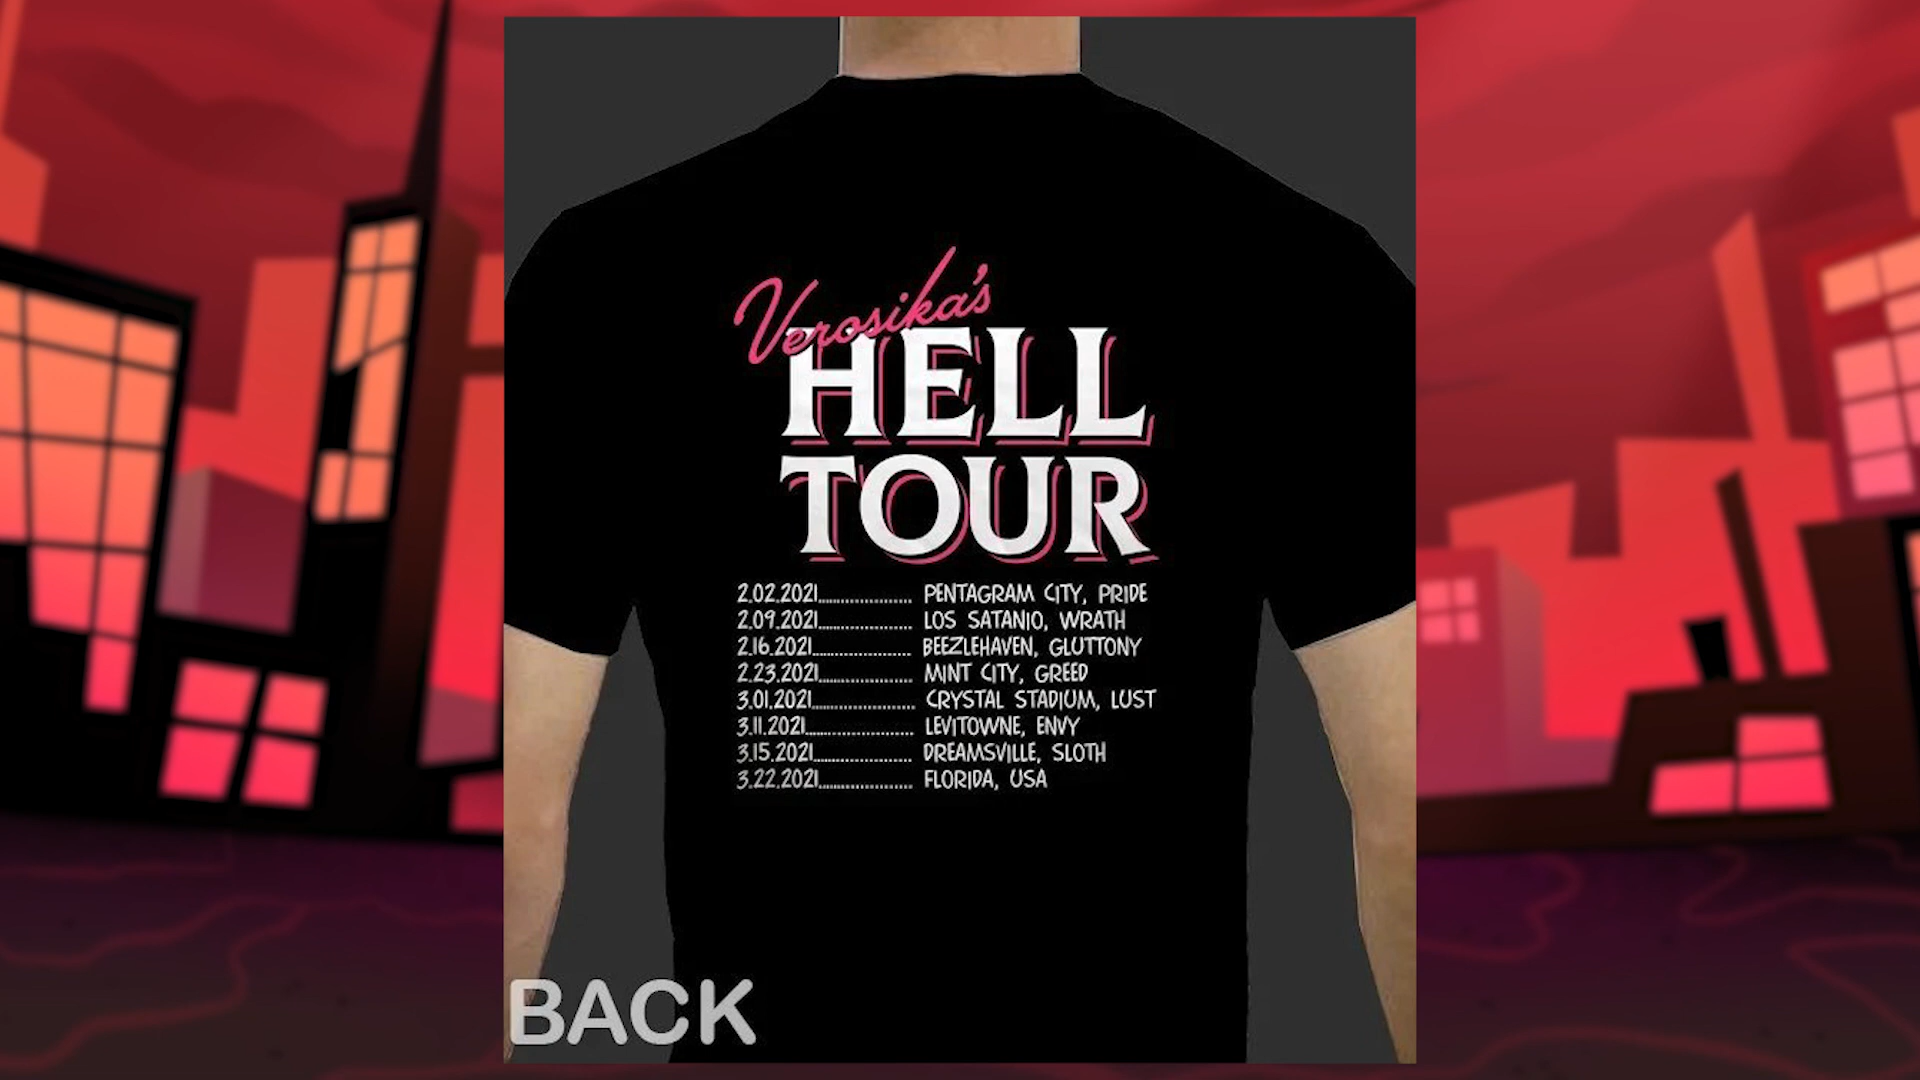 Verosika's
HELL
TOUR
2.02.2021........................ PENTAGRAM CITY, PRIDE
2.09.2021........................ LOS SATANIO, WRATH
2.16.2021......................... BEEZLEHAVEN, GLUTTONY
2.23.2021........................ MINT CITY, GREED
3.01.2021.......................... CRYSTAL STADIUM, LUST
3.11.2021........................... LEVITOWNE, ENVY
3.15.2021......................... DREAMSVILLE, SLOTH
3.22.2021........................ FLORIDA, USA
BACK